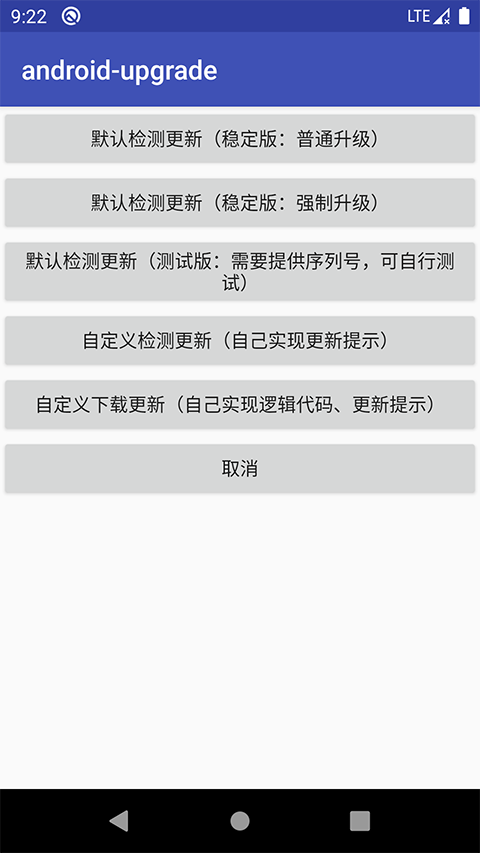 9:22 LTE
android-upgrade
默认检测更新（稳定版：普通升级）
默认检测更新（稳定版：强制升级）
默认检测更新（测试版：需要提供序列号，可自行测
试）
自定义检测更新（自己实现更新提示）
自定义下载更新（自己实现逻辑代码、更新提示）
取消